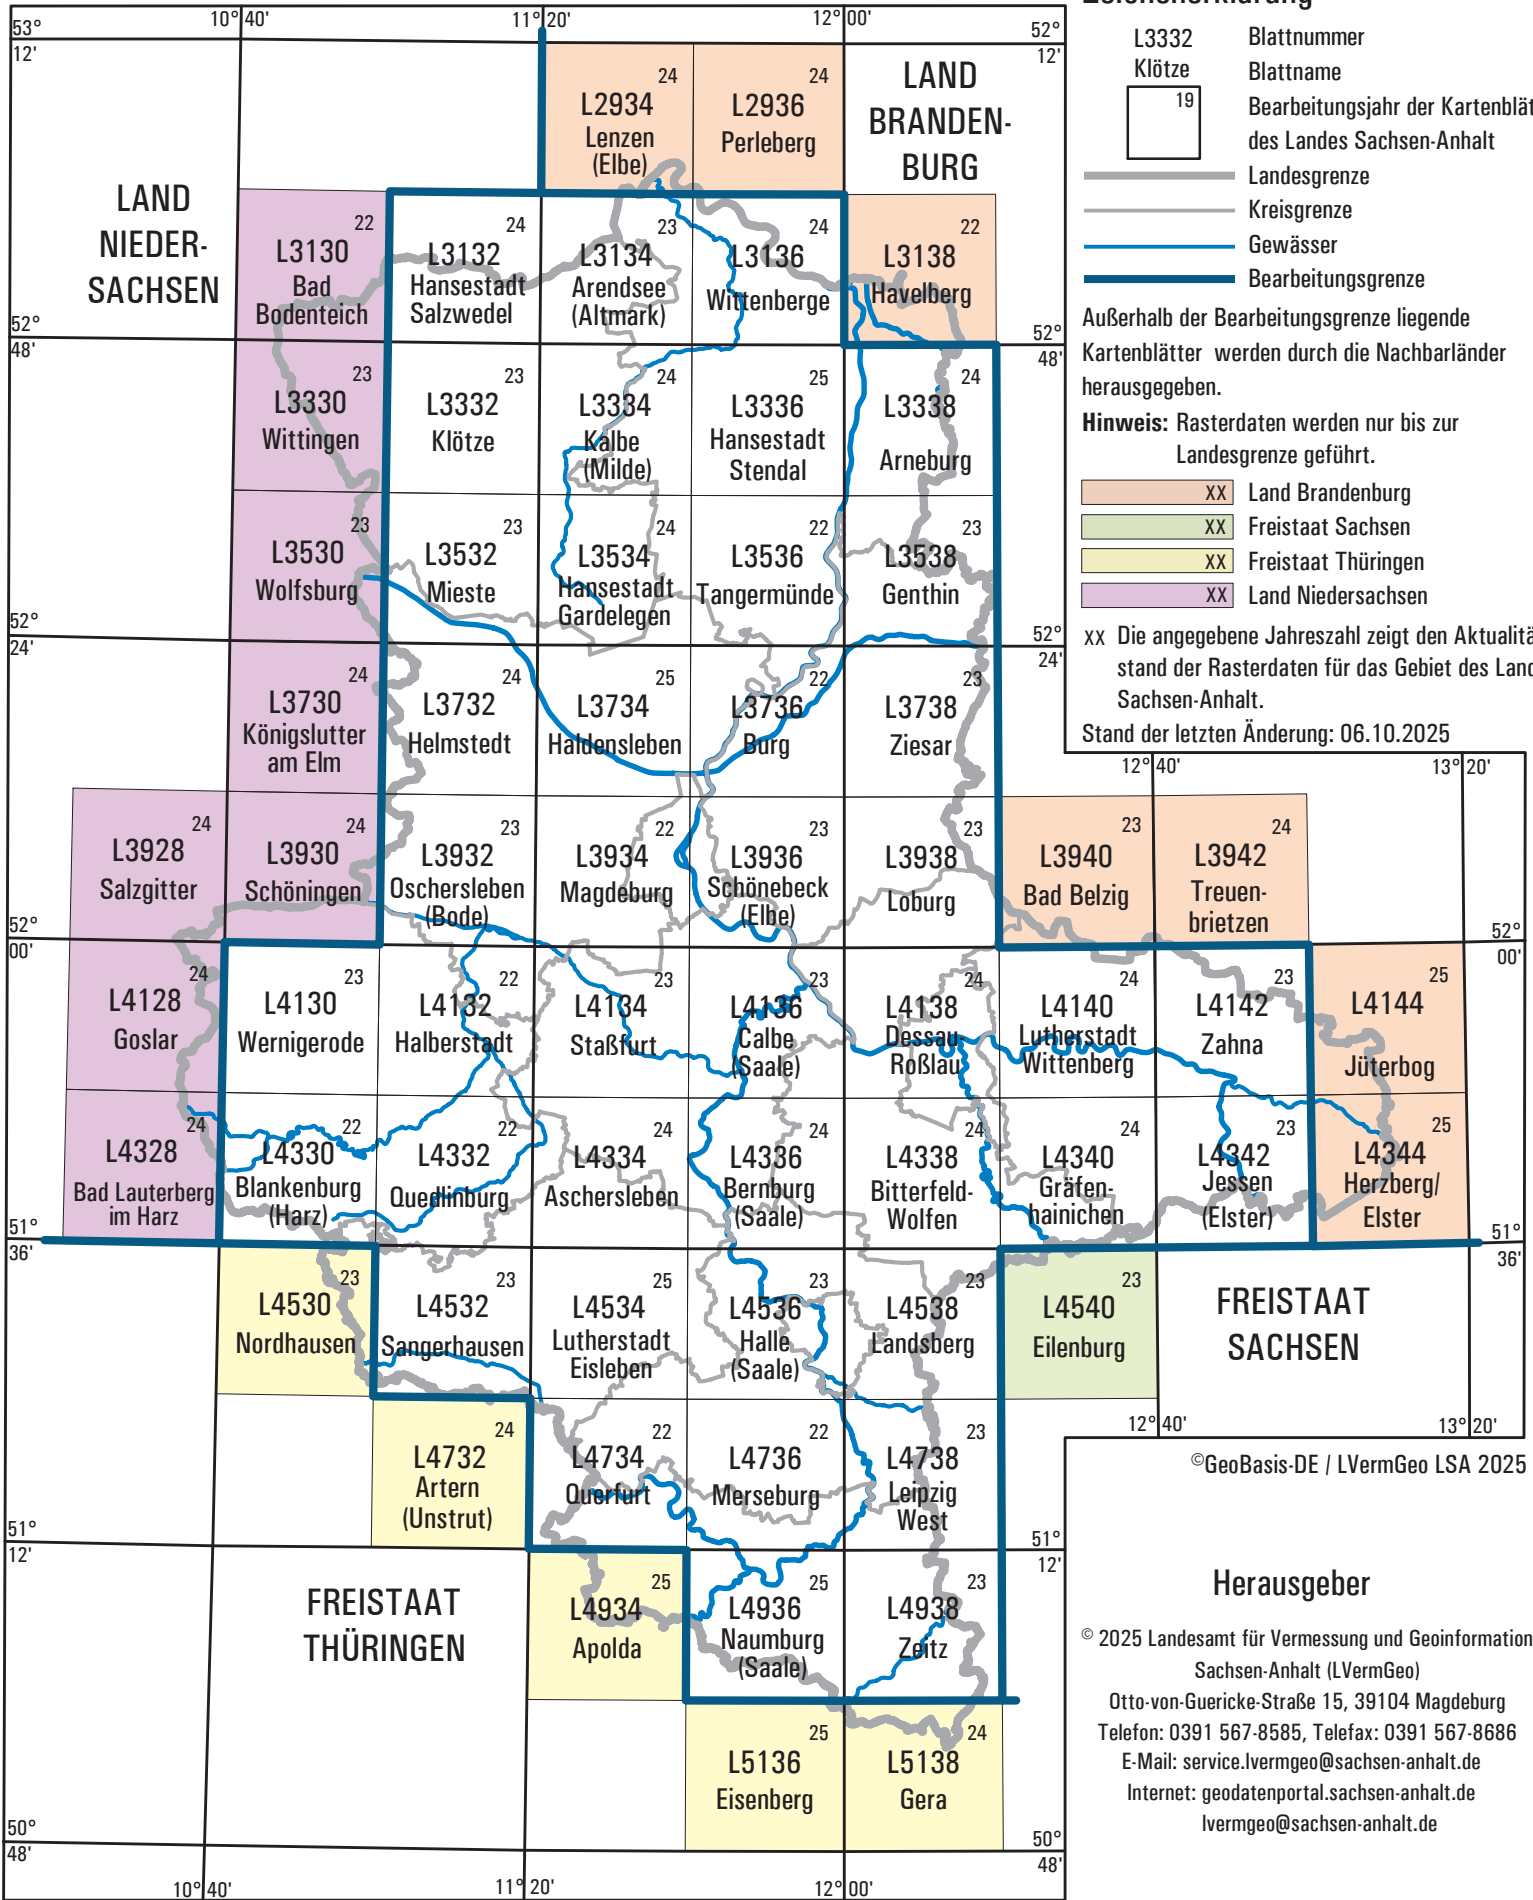 Zeichenerklärung
L3332 Blattnummer
Klötze Blattname
19 Bearbeitungsjahr der Kartenblät
des Landes Sachsen-Anhalt
Landesgrenze
Kreisgrenze
Gewässer
Bearbeitungsgrenze
Außerhalb der Bearbeitungsgrenze liegende
Kartenblätter werden durch die Nachbarländer
herausgegeben.
Hinweis: Rasterdaten werden nur bis zur
Landesgrenze geführt.
XX Land Brandenburg
XX Freistaat Sachsen
XX Freistaat Thüringen
XX Land Niedersachsen
XX Die angegebene Jahreszahl zeigt den Aktualitä
stand der Rasterdaten für das Gebiet des Land
Sachsen-Anhalt.
Stand der letzten Änderung: 06.10.2025
10°40' 11°20' 12°00'
53° 52°
12' 12'
LAND
NIEDER-
SACHSEN
LAND
BRANDEN-
BURG
24
L2934
Lenzen
(Elbe)
24
L2936
Perleberg
22
L3130
Bad
Bodenteich
24
L3132
Hansestadt
Salzwedel
23
L3134
Arendsee
(Altmark)
24
L3136
Wittenberge
22
L3138
Havelberg
52° 52°
48' 48'
23
L3330
Wittingen
23
L3332
Klötze
24
L3334
Kalbe
(Milde)
25
L3336
Hansestadt
Stendal
24
L3338
Arneburg
23
L3530
Wolfsburg
23
L3532
Mieste
24
L3534
Hansestadt
Gardelegen
22
L3536
Tangermünde
23
L3538
Genthin
52° 52°
24' 24'
24
L3730
Königslutter
am Elm
24
L3732
Helmstedt
25
L3734
Haldensleben
22
L3736
Burg
23
L3738
Ziesar
12°40' 13°20'
24
L3928
Salzgitter
24
L3930
Schöningen
23
L3932
Oschersleben
(Bode)
22
L3934
Magdeburg
23
L3936
Schönebeck
(Elbe)
23
L3938
Loburg
23
L3940
Bad Belzig
24
L3942
Treuen-
brietzen
52° 52°
00' 00'
24
L4128
Goslar
23
L4130
Wernigerode
22
L4132
Halberstadt
23
L4134
Staßfurt
23
L4136
Calbe
(Saale)
24
L4138
Dessau-
Roßlau
24
L4140
Lutherstadt
Wittenberg
23
L4142
Zahna
25
L4144
Jüterbog
24
L4328
Bad Lauterberg
im Harz
22
L4330
Blankenburg
(Harz)
22
L4332
Quedlinburg
24
L4334
Aschersleben
24
L4336
Bernburg
(Saale)
24
L4338
Bitterfeld-
Wolfen
24
L4340
Gräfen-
hainichen
23
L4342
Jessen
(Elster)
25
L4344
Herzberg/
Elster
51° 51°
36' 36'
23
L4530
Nordhausen
23
L4532
Sangerhausen
25
L4534
Lutherstadt
Eisleben
23
L4536
Halle
(Saale)
23
L4538
Landsberg
23
L4540
Eilenburg
FREISTAAT
SACHSEN
12°40' 13°20'
24
L4732
Artern
(Unstrut)
22
L4734
Querfurt
22
L4736
Merseburg
23
L4738
Leipzig
West
51° 51°
12' 12'
FREISTAAT
THÜRINGEN
25
L4934
Apolda
25
L4936
Naumburg
(Saale)
23
L4938
Zeitz
25
L5136
Eisenberg
24
L5138
Gera
50° 50°
48' 48'
10°40' 11°20' 12°00'
©GeoBasis-DE / LVermGeo LSA 2025
Herausgeber
© 2025 Landesamt für Vermessung und Geoinformation
Sachsen-Anhalt (LVermGeo)
Otto-von-Guericke-Straße 15, 39104 Magdeburg
Telefon: 0391 567-8585, Telefax: 0391 567-8686
E-Mail: service.lvermgeo@sachsen-anhalt.de
Internet: geodatenportal.sachsen-anhalt.de
lvermgeo@sachsen-anhalt.de